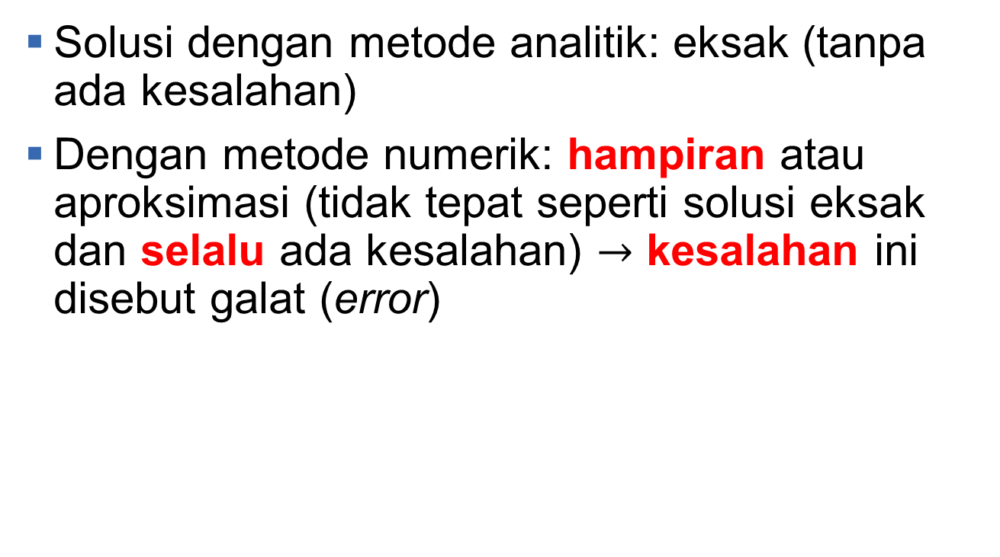 ▪ Solusi dengan metode analitik: eksak (tanpa
ada kesalahan)
▪ Dengan metode numerik: hampiran atau
aproksimasi (tidak tepat seperti solusi eksak
dan selalu ada kesalahan) → kesalahan ini
disebut galat (error)